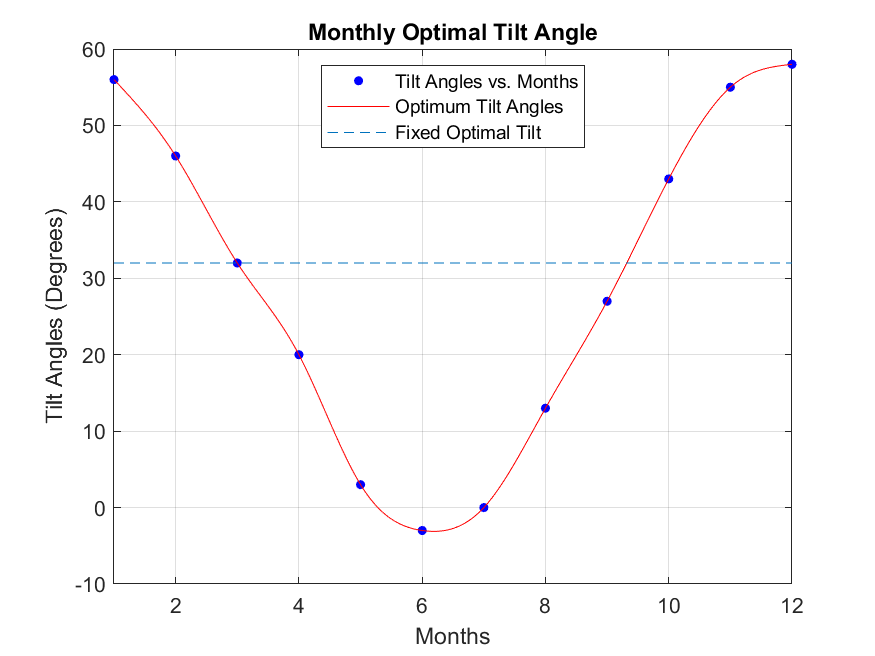 Monthly Optimal Tilt Angle
60
50
40
30
20
10
0
-10
Tilt Angles (Degrees)
Tilt Angles vs. Months
Optimum Tilt Angles
Fixed Optimal Tilt
2 4 6 8 10 12
Months